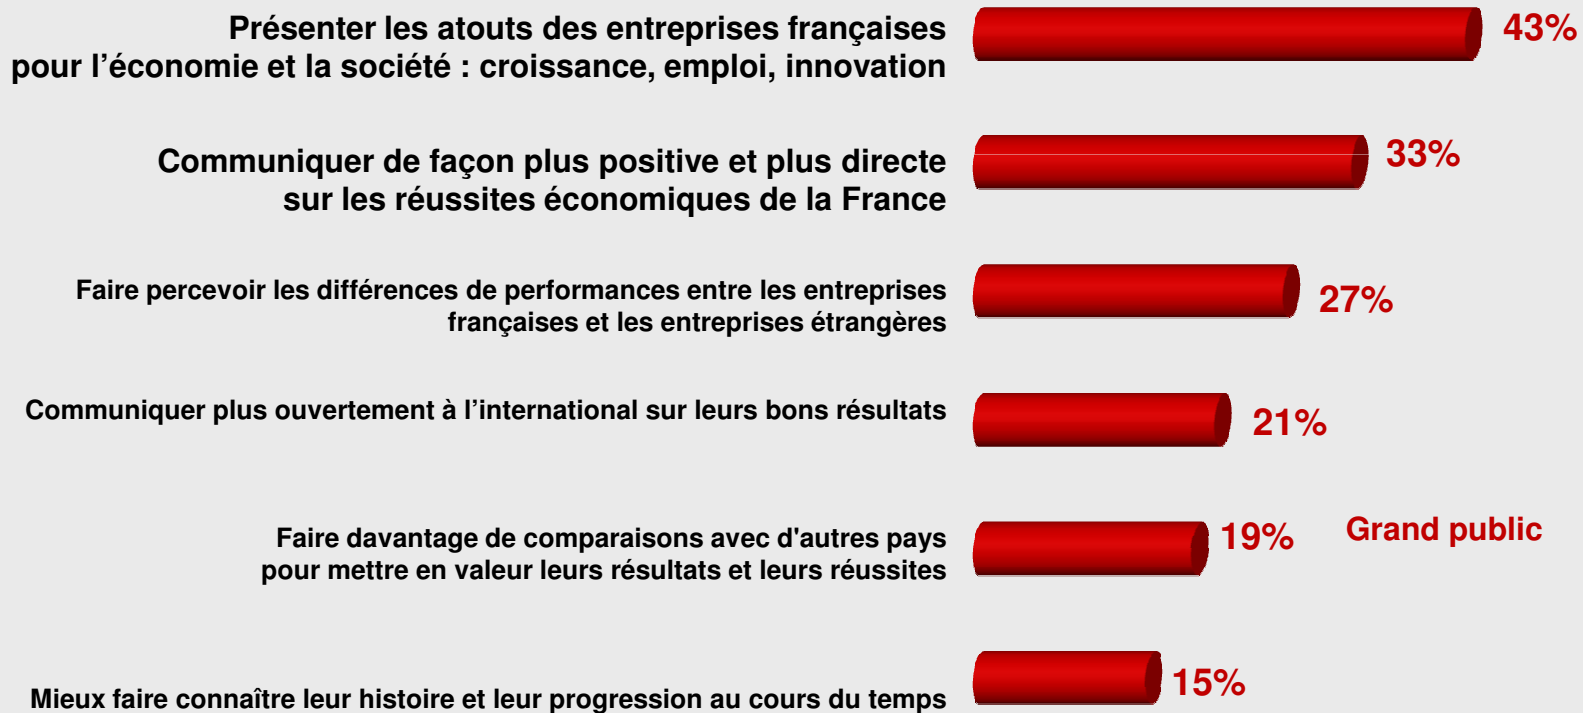 Présenter les atouts des entreprises françaises
pour l'économie et la société : croissance, emploi, innovation
43%
Communiquer de façon plus positive et plus directe
sur les réussites économiques de la France
33%
Faire percevoir les différences de performances entre les entreprises
françaises et les entreprises étrangères
27%
Communiquer plus ouvertement à l'international sur leurs bons résultats
21%
Faire davantage de comparaisons avec d'autres pays
pour mettre en valeur leurs résultats et leurs réussites
19%
Grand public
Mieux faire connaître leur histoire et leur progression au cours du temps
15%